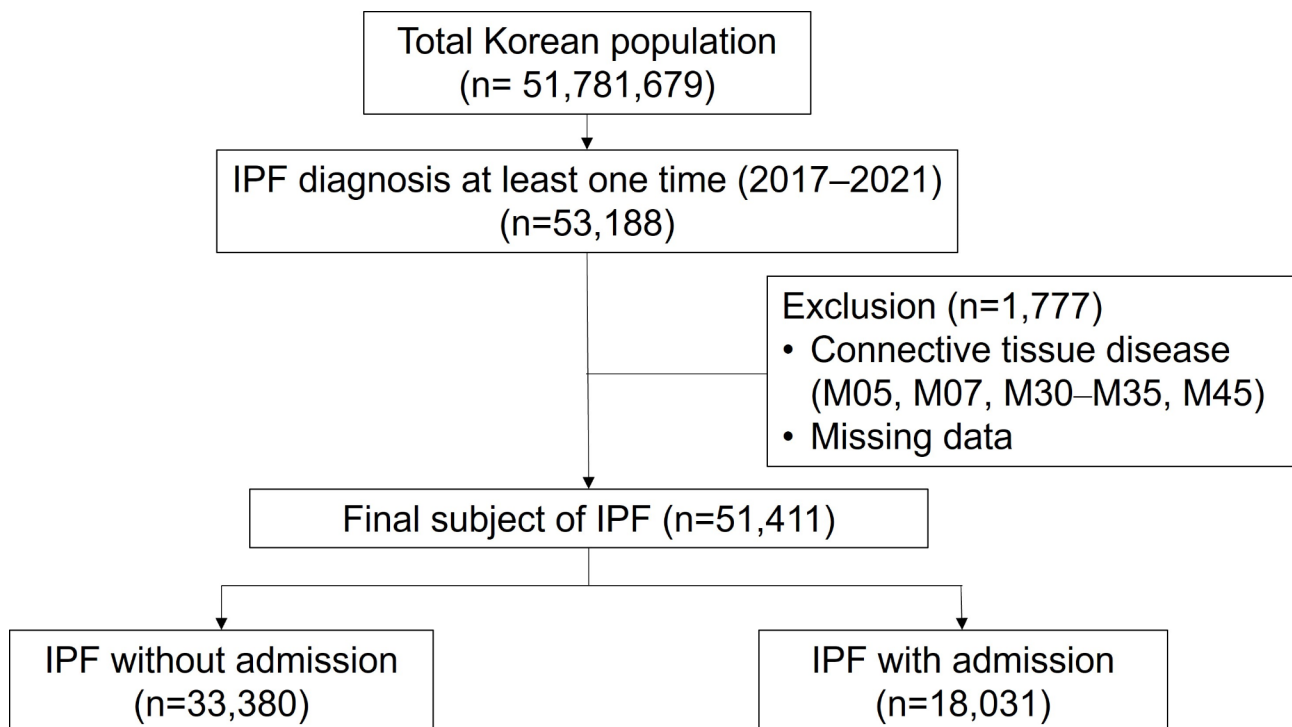 Total Korean population
(n= 51,781,679)
IPF diagnosis at least one time (2017–2021)
(n=53,188)
Exclusion (n=1,777)
• Connective tissue disease
(M05, M07, M30–M35, M45)
• Missing data
Final subject of IPF (n=51,411)
IPF without admission
(n=33,380)
IPF with admission
(n=18,031)